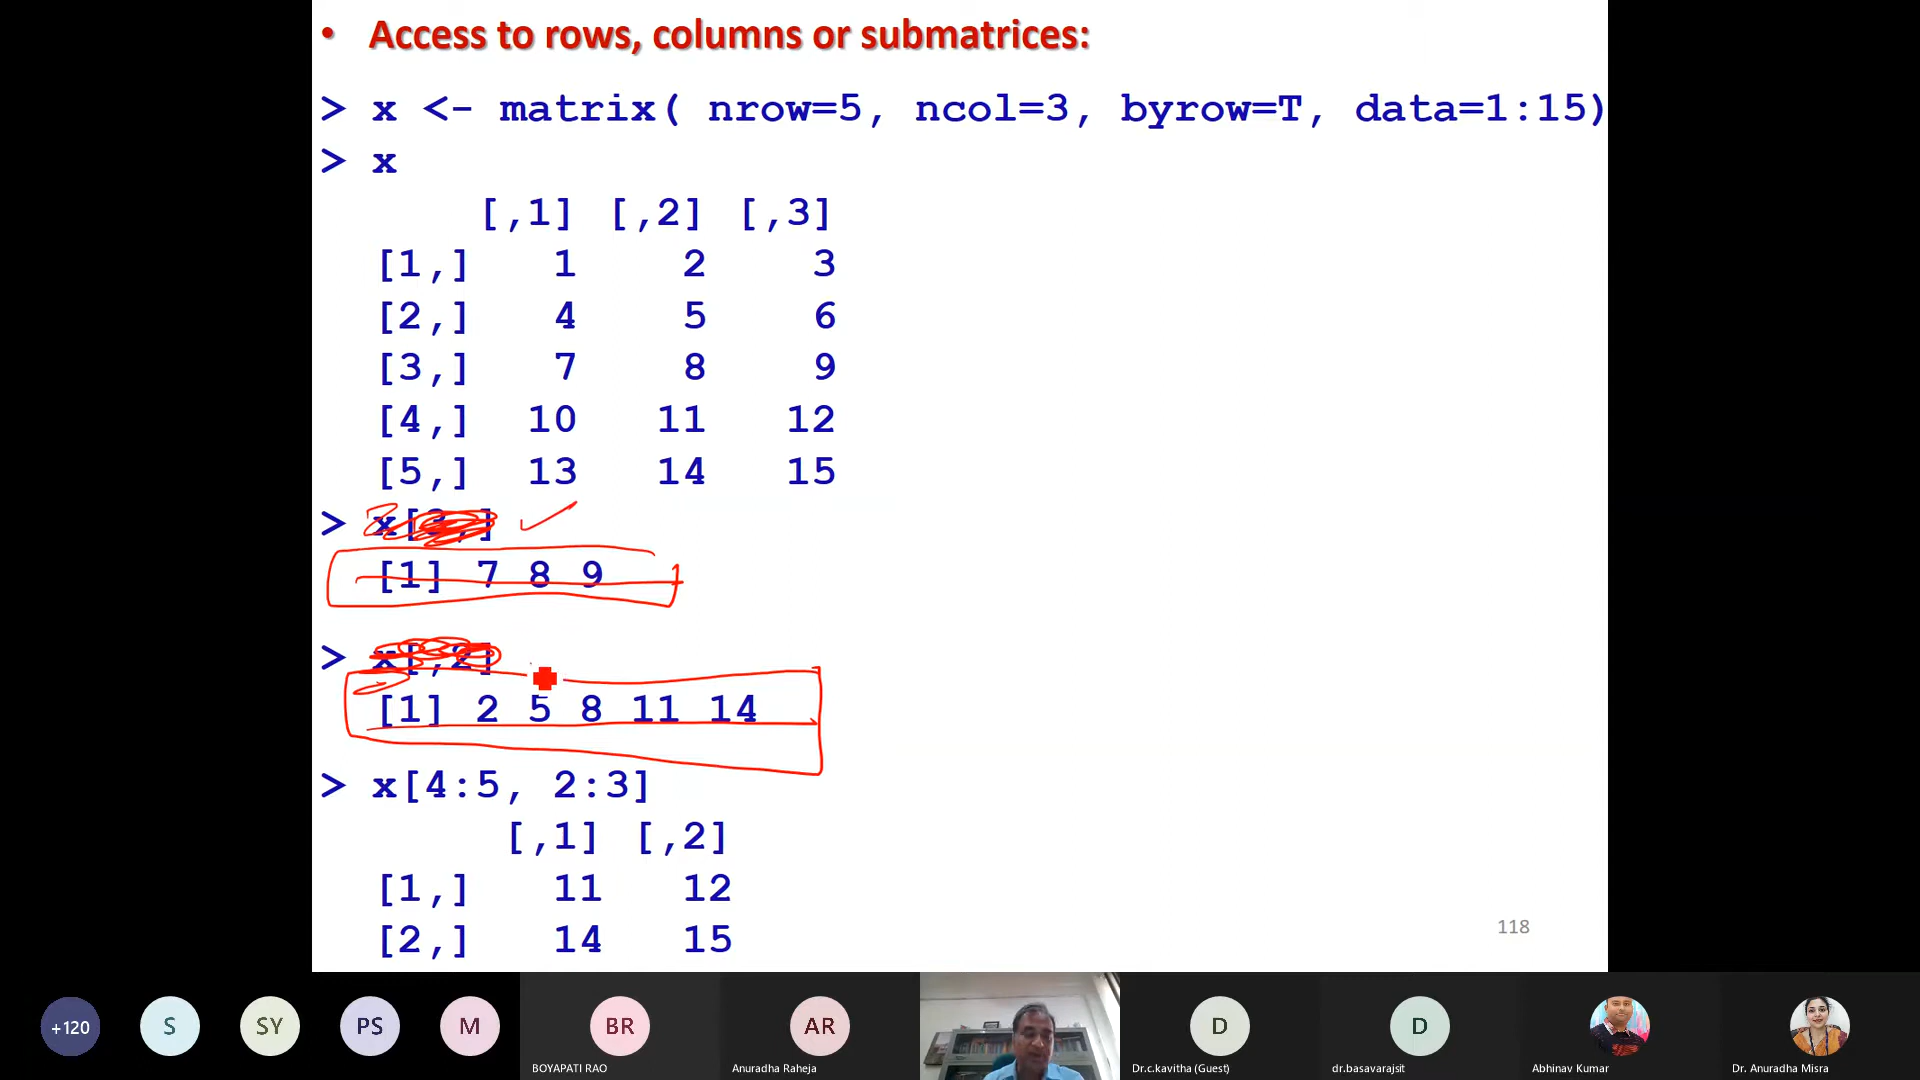 • Access to rows, columns or submatrices:
> x <- matrix( nrow=5, ncol=3, byrow=T, data=1:15)
> x
[,1] [,2] [,3]
[1,] 1 2 3
[2,] 4 5 6
[3,] 7 8 9
[4,] 10 11 12
[5,] 13 14 15
> x[3,]
[1] 7 8 9
> x[,2]
[1] 2 5 8 11 14
> x[4:5, 2:3]
[,1] [,2]
[1,] 11 12
[2,] 14 15
118
+120 S SY PS M BR AR D D
BOYAPATI RAO Anuradha Raheja Dr.c.kavitha (Guest) dr.basavarajsit Abhinav Kumar Dr. Anuradha Misra